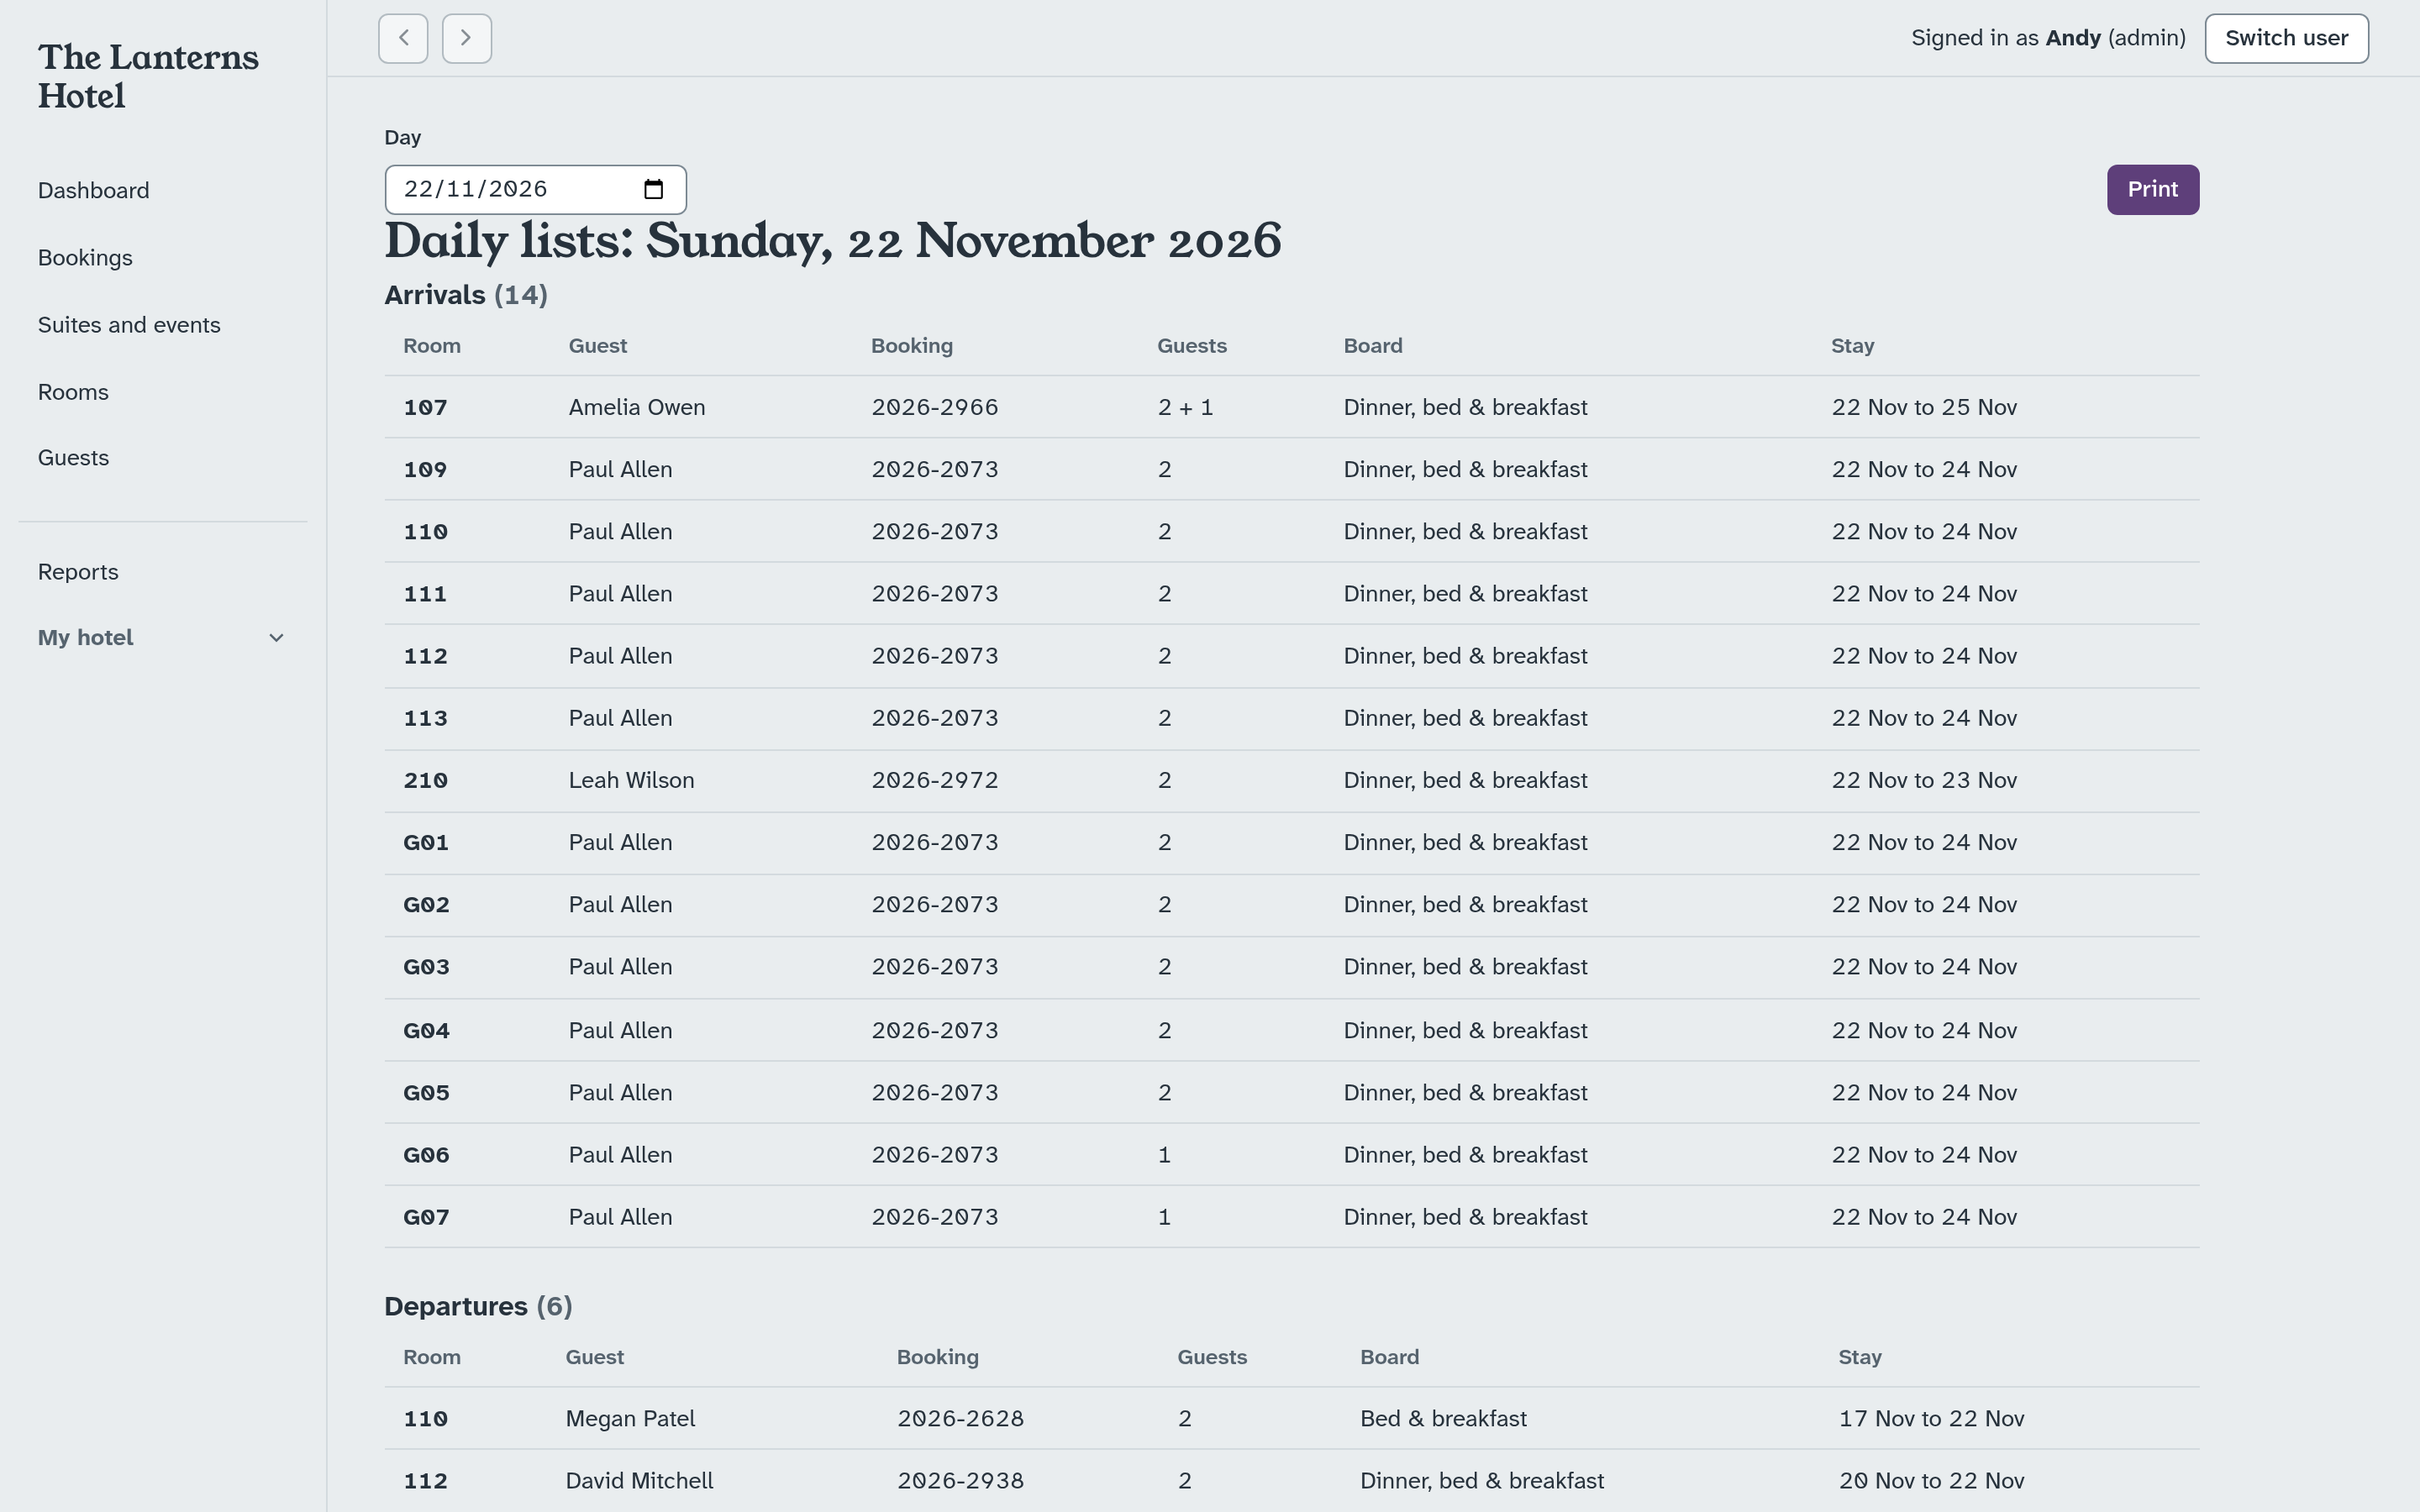 The Lanterns
Hotel
Dashboard
Bookings
Suites and events
Rooms
Guests
Reports
My hotel
Signed in as Andy (admin) Switch user
Day
22/11/2026 Print
Daily lists: Sunday, 22 November 2026
Arrivals (14)
Room Guest Booking Guests Board Stay
107 Amelia Owen 2026-2966 2 + 1 Dinner, bed & breakfast 22 Nov to 25 Nov
109 Paul Allen 2026-2073 2 Dinner, bed & breakfast 22 Nov to 24 Nov
110 Paul Allen 2026-2073 2 Dinner, bed & breakfast 22 Nov to 24 Nov
111 Paul Allen 2026-2073 2 Dinner, bed & breakfast 22 Nov to 24 Nov
112 Paul Allen 2026-2073 2 Dinner, bed & breakfast 22 Nov to 24 Nov
113 Paul Allen 2026-2073 2 Dinner, bed & breakfast 22 Nov to 24 Nov
210 Leah Wilson 2026-2972 2 Dinner, bed & breakfast 22 Nov to 23 Nov
G01 Paul Allen 2026-2073 2 Dinner, bed & breakfast 22 Nov to 24 Nov
G02 Paul Allen 2026-2073 2 Dinner, bed & breakfast 22 Nov to 24 Nov
G03 Paul Allen 2026-2073 2 Dinner, bed & breakfast 22 Nov to 24 Nov
G04 Paul Allen 2026-2073 2 Dinner, bed & breakfast 22 Nov to 24 Nov
G05 Paul Allen 2026-2073 2 Dinner, bed & breakfast 22 Nov to 24 Nov
G06 Paul Allen 2026-2073 1 Dinner, bed & breakfast 22 Nov to 24 Nov
G07 Paul Allen 2026-2073 1 Dinner, bed & breakfast 22 Nov to 24 Nov
Departures (6)
Room Guest Booking Guests Board Stay
110 Megan Patel 2026-2628 2 Bed & breakfast 17 Nov to 22 Nov
112 David Mitchell 2026-2938 2 Dinner, bed & breakfast 20 Nov to 22 Nov